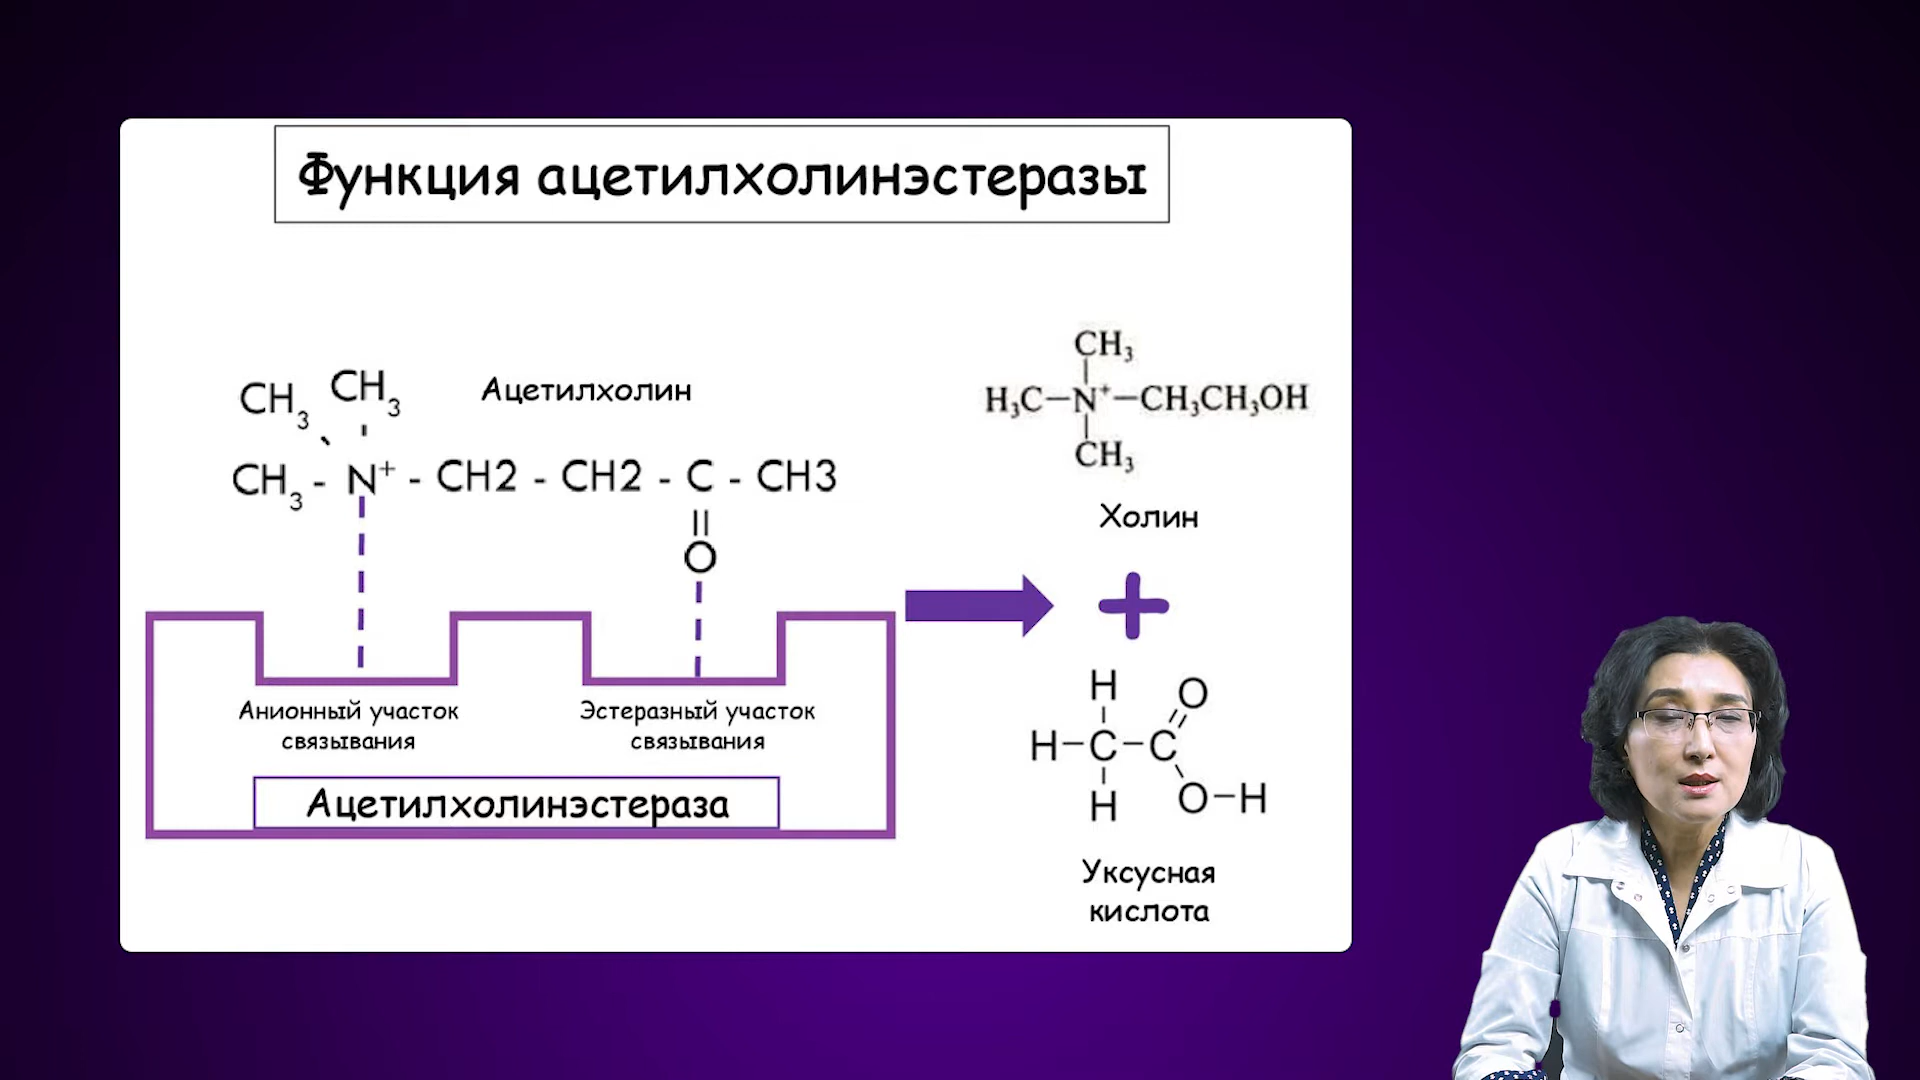 Функция ацетилхолинэстеразы
CH3 CH3 Ацетилхолин
CH3 - N+ - CH2 - CH2 - C - CH3
O
Анионный участок
связывания
Эстеразный участок
связывания
Ацетилхолинэстераза
CH3
H3C—N+—CH3CH3OH
CH3
Холин
+
H O
H—C—C
H O—H
Уксусная
кислота